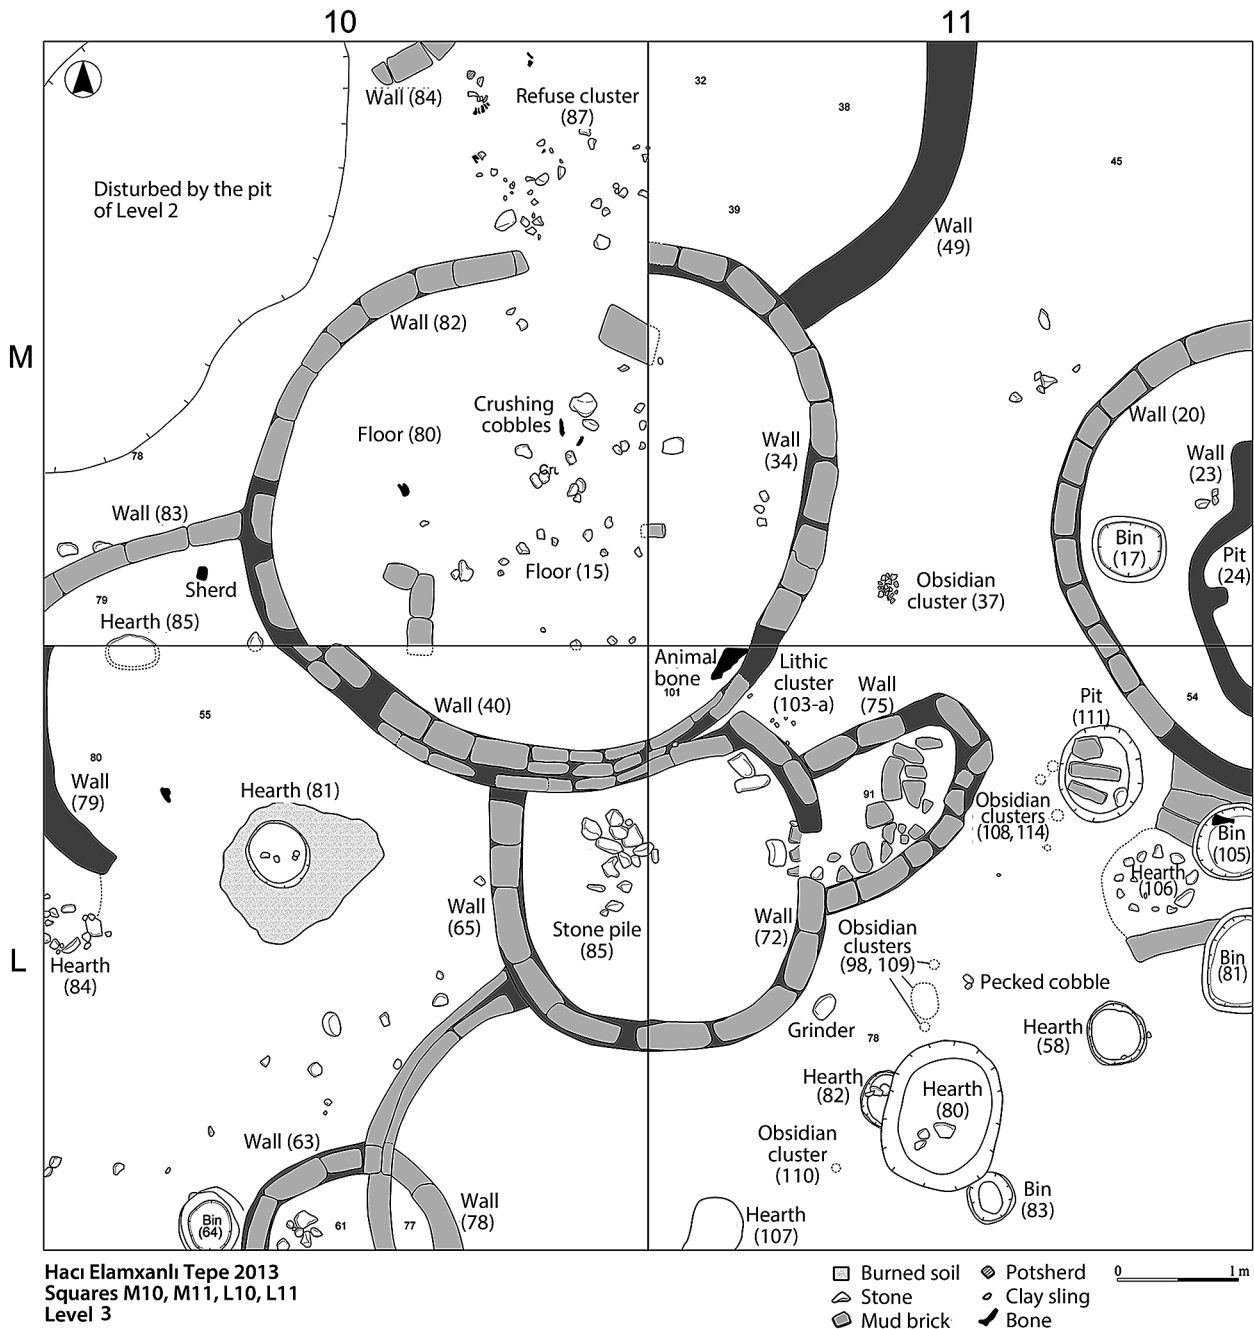 10
11
Wall (84)
Refuse cluster
(87)
32
38
45
Disturbed by the pit
of Level 2
39
Wall
(49)
Wall (82)
M
Crushing
cobbles
Floor (80)
Wall
(34)
Wall (20)
Wall
(23)
78
Wall (83)
Bin
(17)
Pit
(24)
Floor (15)
Sherd
79
Hearth (85)
Obsidian
cluster (37)
Animal
bone
101
Lithic
cluster
(103-a)
Wall
(75)
Pit
(111)
54
55
Wall (40)
80
Wall
(79)
Hearth (81)
91
Obsidian
clusters
(108, 114)
Bin
(105)
Hearth
(106)
Wall
(65)
Stone pile
(85)
Wall
(72)
Obsidian
clusters
(98, 109)
L
Hearth
(84)
Bin
(81)
Pecked cobble
Grinder
78
Hearth
(58)
Hearth
(82)
Hearth
(80)
Wall (63)
Obsidian
cluster
(110)
Bin
(64)
61
77
Wall
(78)
Hearth
(107)
Bin
(83)
Hacı Elamxanlı Tepe 2013
Squares M10, M11, L10, L11
Level 3
Burned soil
Stone
Mud brick
Potsherd
Clay sling
Bone
0 1 m